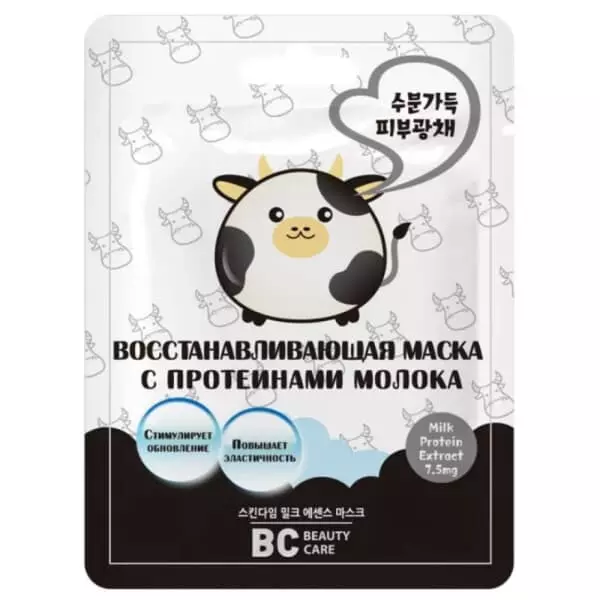 수분가득
피부광채
ВОССТАНАВЛИВАЮЩАЯ МАСКА
С ПРОТЕИНАМИ МОЛОКА
СТИМУЛИРУЕТ
ОБНОВЛЕНИЕ
ПОВЫШАЕТ
ЭЛАСТИЧНОСТЬ
Milk
Protein
Extract
7.5mg
스킨다임 밀크 에센스 마스크
BC BEAUTY
CARE